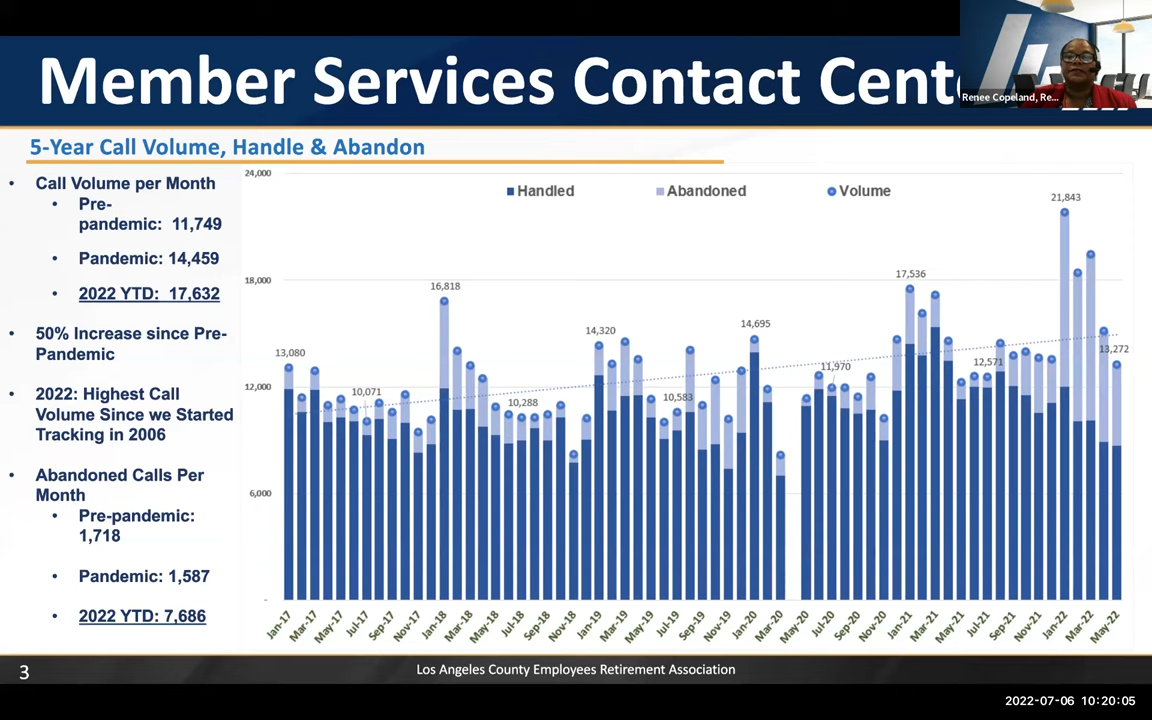 Member Services Contact Cent
Renee Copeland, Re...
5-Year Call Volume, Handle & Abandon
• Call Volume per Month
• Pre-
pandemic: 11,749
• Pandemic: 14,459
• 2022 YTD: 17,632
• 50% Increase since Pre-
Pandemic
• 2022: Highest Call
Volume Since we Started
Tracking in 2006
• Abandoned Calls Per
Month
• Pre-pandemic:
1,718
• Pandemic: 1,587
• 2022 YTD: 7,686
24,000
18,000
12,000
6,000
-
Handled Abandoned Volume
13,080
10,071
16,818
10,288
14,320
10,583
14,695
11,970
17,536
12,571
21,843
13,272
Jan-17
Mar-17
May-17
Jul-17
Sep-17
Nov-17
Jan-18
Mar-18
May-18
Jul-18
Sep-18
Nov-18
Jan-19
Mar-19
May-19
Jul-19
Sep-19
Nov-19
Jan-20
Mar-20
May-20
Jul-20
Sep-20
Nov-20
Jan-21
Mar-21
May-21
Jul-21
Sep-21
Nov-21
Jan-22
Mar-22
May-22
3
Los Angeles County Employees Retirement Association
2022-07-06 10:20:05